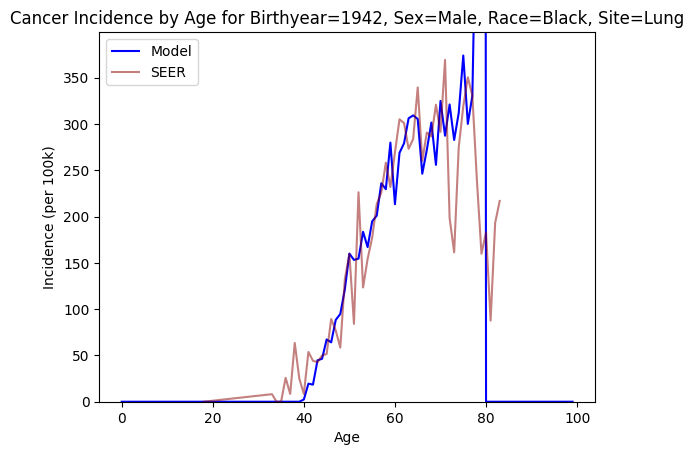 Cancer Incidence by Age for Birthyear=1942, Sex=Male, Race=Black, Site=Lung
Model
SEER
Incidence (per 100k)
350
300
250
200
150
100
50
0
0 20 40 60 80 100
Age